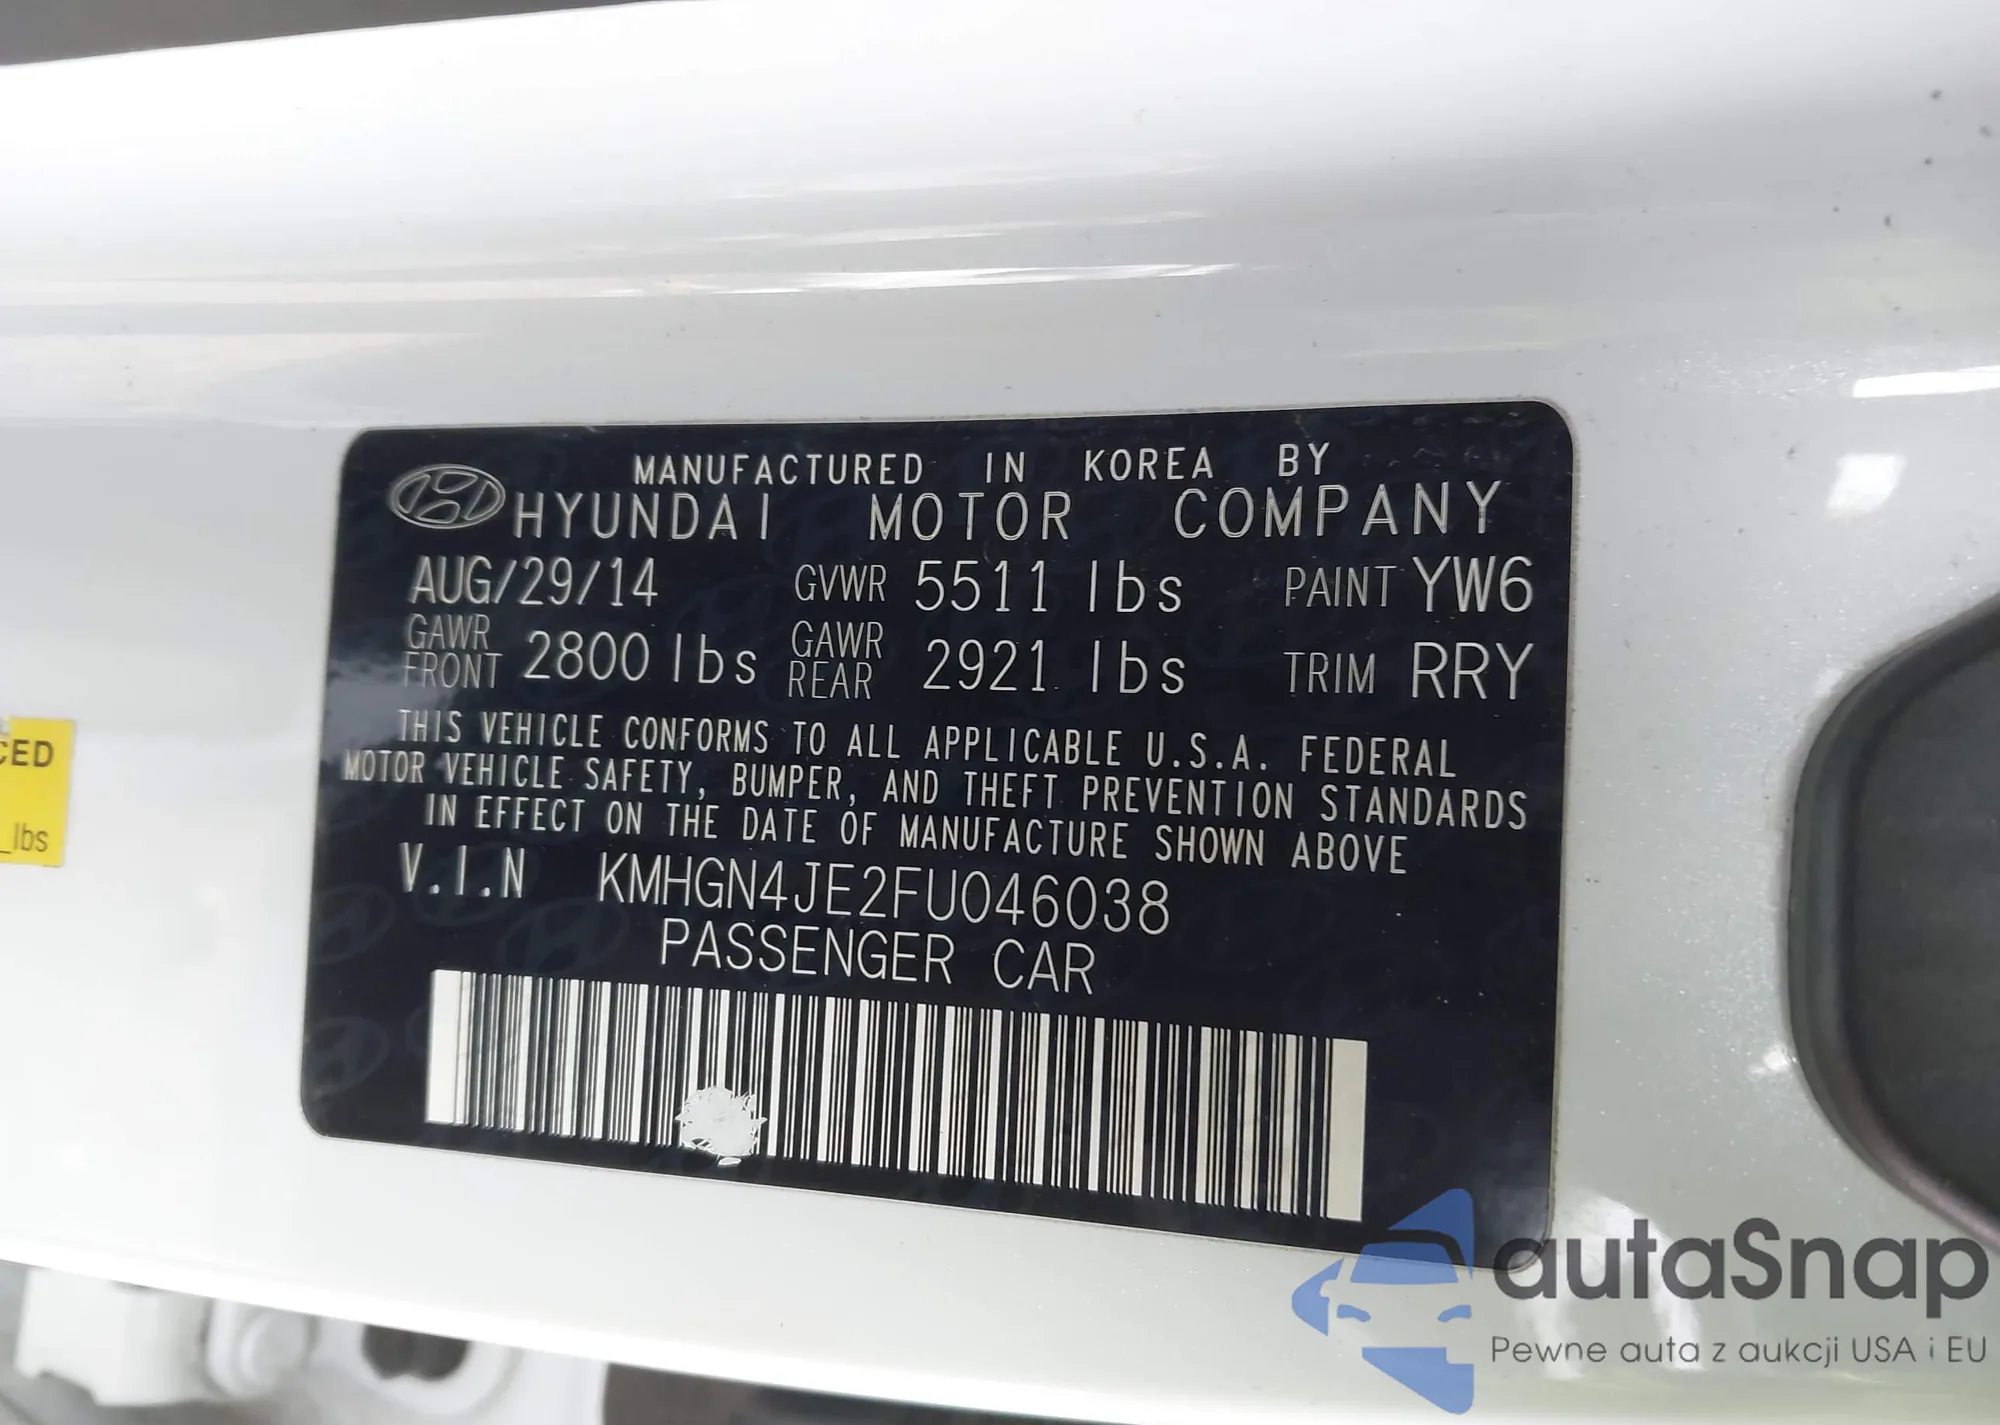 MANUFACTURED IN KOREA BY
HYUNDAI MOTOR COMPANY
AUG/29/14 GVWR 5511 lbs PAINT YW6
GAWR FRONT 2800 lbs GAWR REAR 2921 lbs TRIM RRY
THIS VEHICLE CONFORMS TO ALL APPLICABLE U.S.A. FEDERAL
MOTOR VEHICLE SAFETY, BUMPER, AND THEFT PREVENTION STANDARDS
IN EFFECT ON THE DATE OF MANUFACTURE SHOWN ABOVE
V.I.N KMHGN4JE2FU046038
PASSENGER CAR
CED
lbs
autaSnap
Pewne auta z aukcji USA i EU